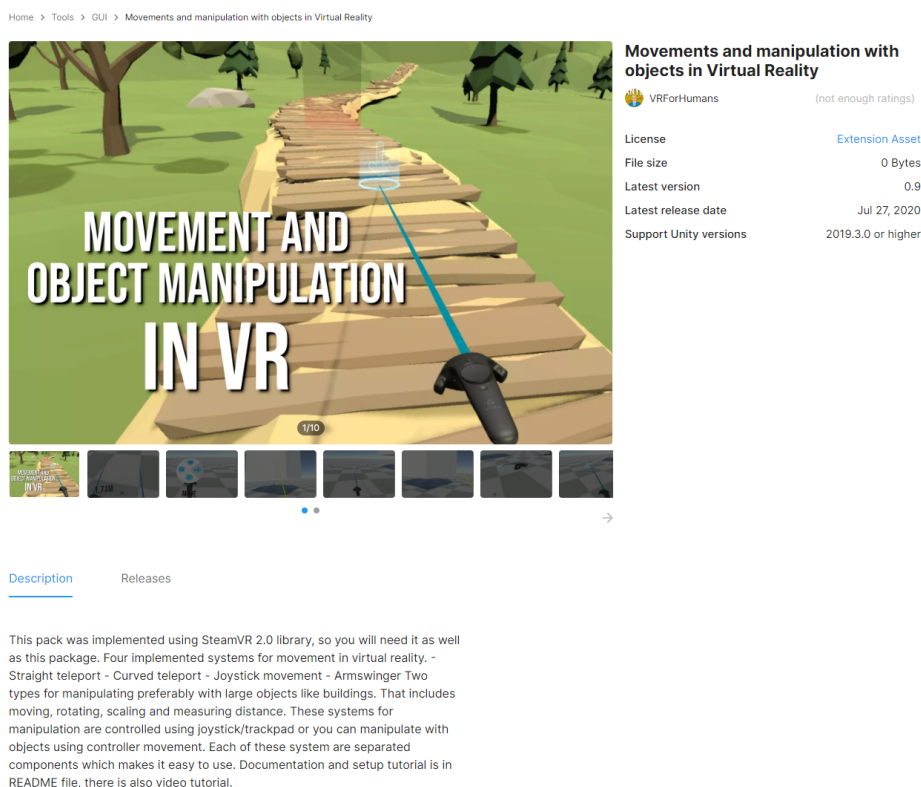 Home > Tools > GUI > Movements and manipulation with objects in Virtual Reality
MOVEMENT AND
OBJECT MANIPULATION
IN VR
1/10
MOVEMENT AND
OBJECT MANIPULATION
IN VR
Movements and manipulation with
objects in Virtual Reality
VRForHumans (not enough ratings)
License Extension Asset
File size 0 Bytes
Latest version 0.9
Latest release date Jul 27, 2020
Support Unity versions 2019.3.0 or higher
Description Releases
This pack was implemented using SteamVR 2.0 library, so you will need it as well
as this package. Four implemented systems for movement in virtual reality. -
Straight teleport - Curved teleport - Joystick movement - Armswinger Two
types for manipulating preferably with large objects like buildings. That includes
moving, rotating, scaling and measuring distance. These systems for
manipulation are controlled using joystick/trackpad or you can manipulate with
objects using controller movement. Each of these system are separated
components which makes it easy to use. Documentation and setup tutorial is in
README file, there is also video tutorial.